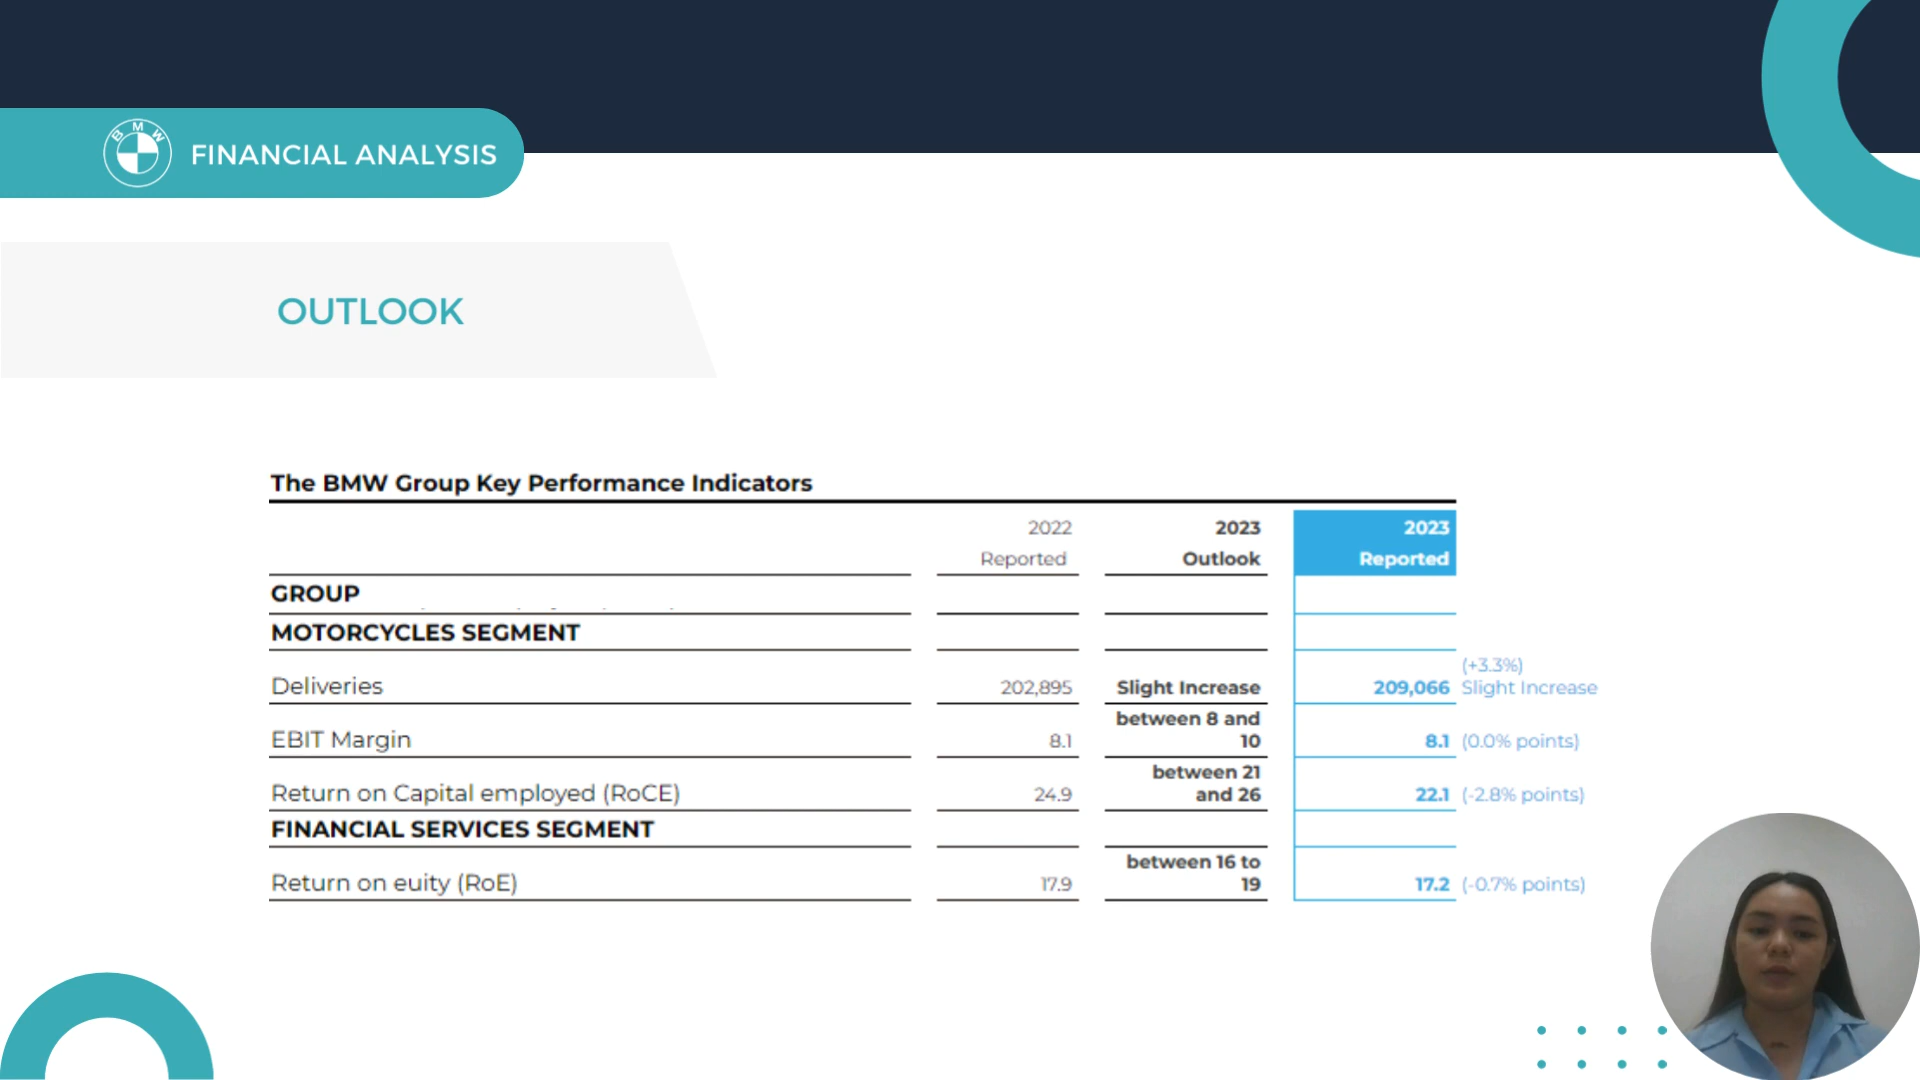 BMW
FINANCIAL ANALYSIS
OUTLOOK
The BMW Group Key Performance Indicators
2022 2023 2023
Reported Outlook Reported
GROUP
MOTORCYCLES SEGMENT
(+3.3%)
Deliveries 202,895 Slight Increase 209,066 Slight Increase
between 8 and
EBIT Margin 8.1 10 8.1 (0.0% points)
between 21
Return on Capital employed (RoCE) 24.9 and 26 22.1 (-2.8% points)
FINANCIAL SERVICES SEGMENT
between 16 to
Return on euity (RoE) 17.9 19 17.2 (-0.7% points)